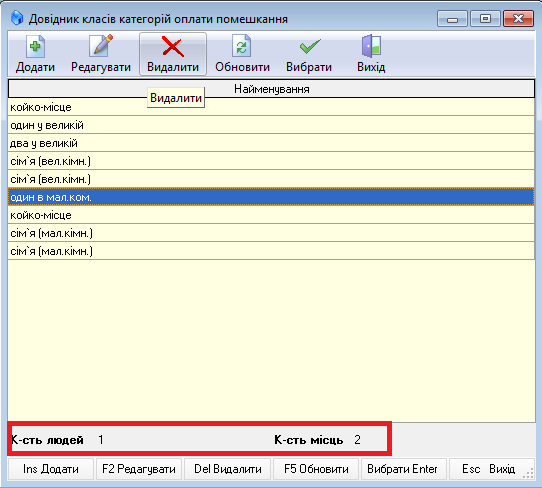 Довідник класів категорій оплати помешкання
Додати Редагувати Видалити Обновити Вибрати Вихід
Найменування
Видалити
койко-місце
один у великій
два у великій
сім`я (вел.кімн.)
сім`я (вел.кімн.)
один в мал.ком.
койко-місце
сім`я (мал.кімн.)
сім`я (мал.кімн.)
К-сть людей 1 К-сть місць 2
Ins Додати F2 Редагувати Del Видалити F5 Обновити Вибрати Enter Esc Вихід